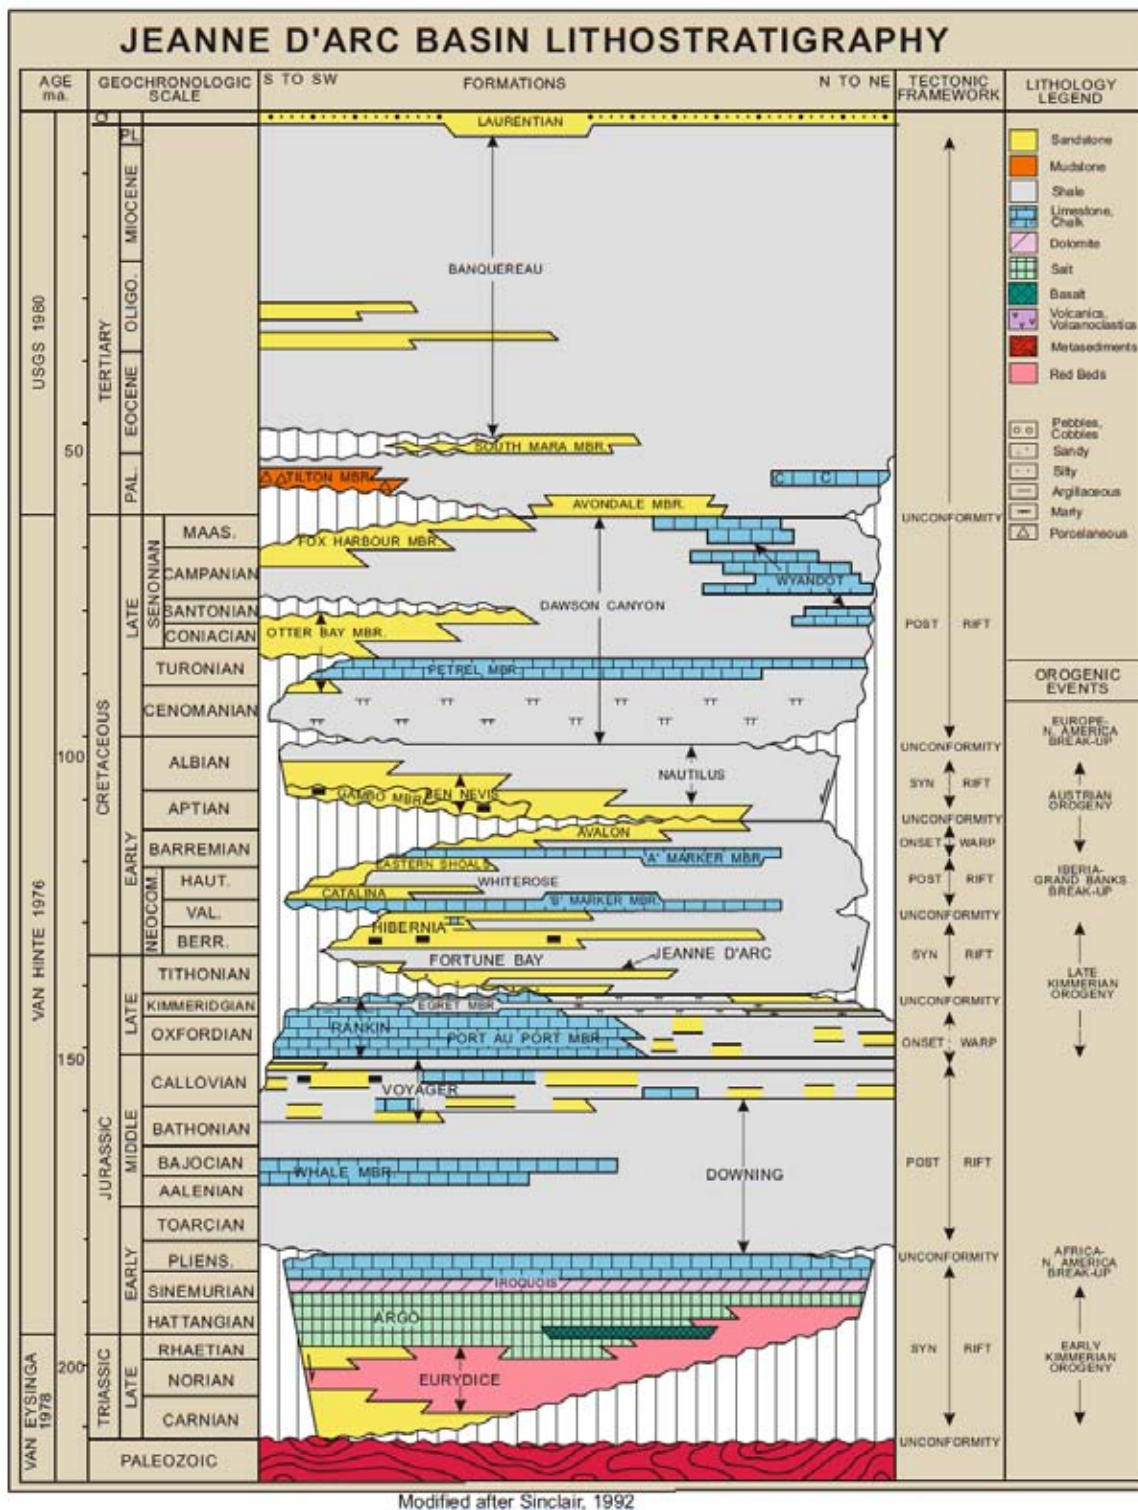 JEANNE D'ARC BASIN LITHOSTRATIGRAPHY
AGE
ma.
GEOCHRONOLOGIC
SCALE
S TO SW
FORMATIONS
N TO NE
TECTONIC
FRAMEWORK
LITHOLOGY
LEGEND
USGS 1980
VAN HINTE 1976
VAN EYSINGA
1978
50
100
150
200
Q
TERTIARY
PL.
MIOCENE
OLIGO.
EOCENE
PAL.
CRETACEOUS
LATE
SENONIAN
MAAS.
CAMPANIAN
SANTONIAN
CONIACIAN
TURONIAN
CENOMANIAN
EARLY
ALBIAN
APTIAN
BARREMIAN
NEOCOM.
HAUT.
VAL.
BERR.
JURASSIC
LATE
TITHONIAN
KIMMERIDGIAN
OXFORDIAN
MIDDLE
CALLOVIAN
BATHONIAN
BAJOCIAN
AALENIAN
EARLY
TOARCIAN
PLIENS.
SINEMURIAN
HATTANGIAN
TRIASSIC
LATE
RHAETIAN
NORIAN
CARNIAN
PALEOZOIC
LAURENTIAN
BANQUEREAU
SOUTH MARA MBR.
TILTON MBR.
C C
AVONDALE MBR.
FOX HARBOUR MBR.
WYANDOT
DAWSON CANYON
OTTER BAY MBR.
PETREL MBR.
NAUTILUS
BEN NEVIS
GAMBO MBR.
AVALON
'A' MARKER MBR.
EASTERN SHOALS
WHITEROSE
CATALINA
'B' MARKER MBR.
HIBERNIA
FORTUNE BAY
JEANNE D'ARC
EGRET MBR
RANKIN
PORT AU PORT MBR.
VOYAGER
WHALE MBR.
DOWNING
IROQUOIS
ARGO
EURYDICE
UNCONFORMITY
POST RIFT
UNCONFORMITY
SYN RIFT
UNCONFORMITY
ONSET WARP
POST RIFT
UNCONFORMITY
SYN RIFT
UNCONFORMITY
ONSET WARP
POST RIFT
UNCONFORMITY
SYN RIFT
UNCONFORMITY
Sandstone
Mudstone
Shale
Limestone,
Chalk
Dolomite
Salt
Basalt
Volcanics,
Volcanoclastics
Metasediments
Red Beds
Pebbles,
Cobbles
Sandy
Silty
Argillaceous
Marly
Porcelaneous
OROGENIC
EVENTS
EUROPE-
N. AMERICA
BREAK-UP
AUSTRIAN
OROGENY
IBERIA-
GRAND BANKS
BREAK-UP
LATE
KIMMERIAN
OROGENY
AFRICA-
N. AMERICA
BREAK-UP
EARLY
KIMMERIAN
OROGENY
Modified after Sinclair, 1992